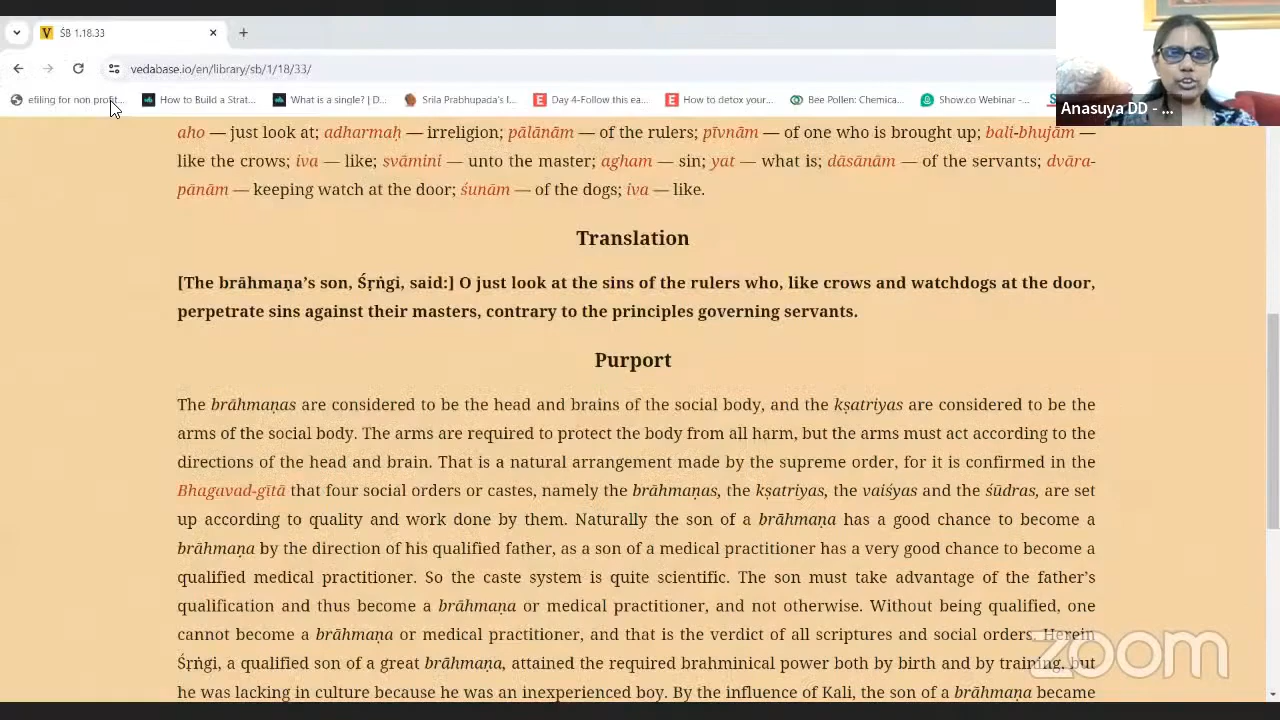 ŚB 1.18.33
vedabase.io/en/library/sb/1/18/33/
efiling for non profit... How to Build a Strat... What is a single? | D... Srila Prabhupada's l... Day 4-Follow this ea... How to detox your... Bee Pollen: Chemica... Show.co Webinar -...
Anasuya DD - ...
aho — just look at; adharmaḥ — irreligion; pālānām — of the rulers; pīvnām — of one who is brought up; bali-bhujām —
like the crows; iva — like; svāmini — unto the master; agham — sin; yat — what is; dāsānām — of the servants; dvāra-
pānām — keeping watch at the door; śunām — of the dogs; iva — like.
Translation
[The brāhmaṇa’s son, Śṛṅgi, said:] O just look at the sins of the rulers who, like crows and watchdogs at the door,
perpetrate sins against their masters, contrary to the principles governing servants.
Purport
The brāhmaṇas are considered to be the head and brains of the social body, and the kṣatriyas are considered to be the
arms of the social body. The arms are required to protect the body from all harm, but the arms must act according to the
directions of the head and brain. That is a natural arrangement made by the supreme order, for it is confirmed in the
Bhagavad-gītā that four social orders or castes, namely the brāhmaṇas, the kṣatriyas, the vaiśyas and the śūdras, are set
up according to quality and work done by them. Naturally the son of a brāhmaṇa has a good chance to become a
brāhmaṇa by the direction of his qualified father, as a son of a medical practitioner has a very good chance to become a
qualified medical practitioner. So the caste system is quite scientific. The son must take advantage of the father’s
qualification and thus become a brāhmaṇa or medical practitioner, and not otherwise. Without being qualified, one
cannot become a brāhmaṇa or medical practitioner, and that is the verdict of all scriptures and social orders. Herein
Śṛṅgi, a qualified son of a great brāhmaṇa, attained the required brahminical power both by birth and by training, but
he was lacking in culture because he was an inexperienced boy. By the influence of Kali, the son of a brāhmaṇa became
zoom